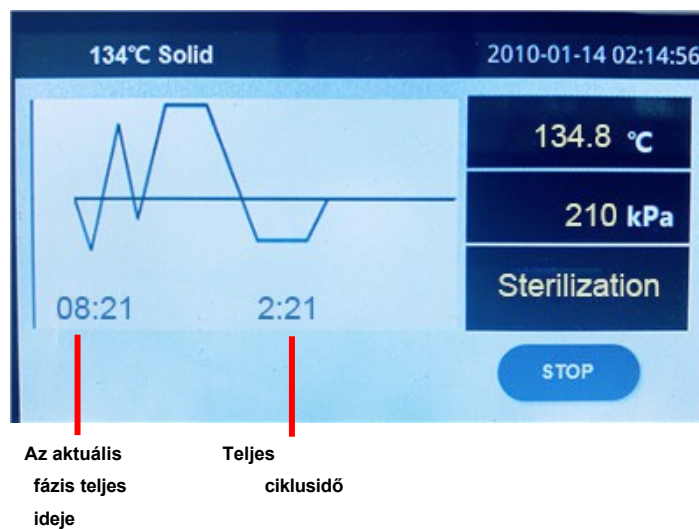 134℃ Solid 2010-01-14 02:14:56
134.8 ℃
210 kPa
Sterilization
08:21 2:21
STOP
Az aktuális
fázis teljes
ideje
Teljes
ciklusidő